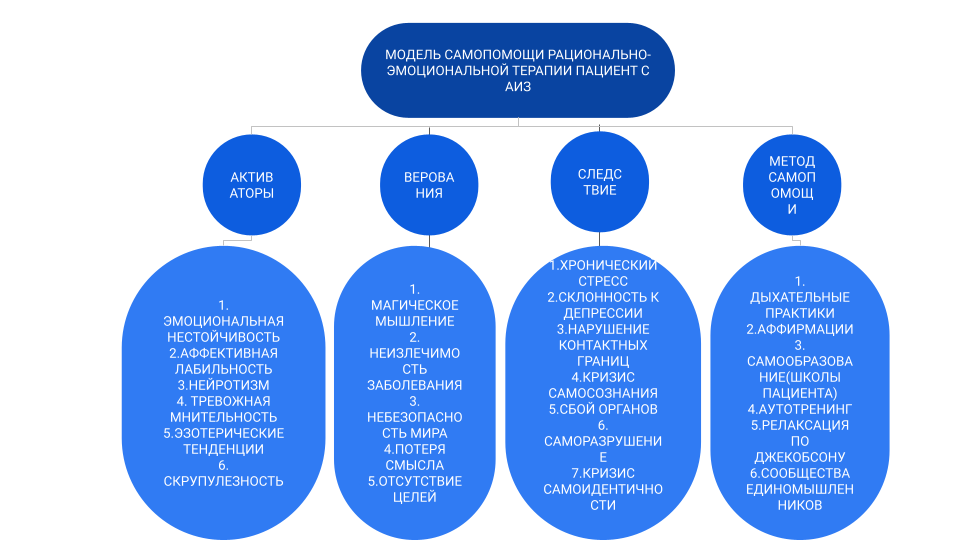 МОДЕЛЬ САМОПОМОЩИ РАЦИОНАЛЬНО-
ЭМОЦИОНАЛЬНОЙ ТЕРАПИИ ПАЦИЕНТ С
АИЗ
АКТИВ
АТОРЫ
ВЕРОВА
НИЯ
СЛЕДС
ТВИЕ
МЕТОД
САМОП
ОМОЩ
И
1.
ЭМОЦИОНАЛЬНАЯ
НЕСТОЙЧИВОСТЬ
2.АФФЕКТИВНАЯ
ЛАБИЛЬНОСТЬ
3.НЕЙРОТИЗМ
4. ТРЕВОЖНАЯ
МНИТЕЛЬНОСТЬ
5.ЭЗОТЕРИЧЕСКИЕ
ТЕНДЕНЦИИ
6.
СКРУПУЛЕЗНОСТЬ
1.
МАГИЧЕСКОЕ
МЫШЛЕНИЕ
2.
НЕИЗЛЕЧИМО
СТЬ
ЗАБОЛЕВАНИЯ
3.
НЕБЕЗОПАСНО
СТЬ МИРА
4.ПОТЕРЯ
СМЫСЛА
5.ОТСУТСТВИЕ
ЦЕЛЕЙ
1.ХРОНИЧЕСКИЙ
СТРЕСС
2.СКЛОННОСТЬ К
ДЕПРЕССИИ
3.НАРУШЕНИЕ
КОНТАКТНЫХ
ГРАНИЦ
4.КРИЗИС
САМОСОЗНАНИЯ
5.СБОЙ ОРГАНОВ
6.
САМОРАЗРУШЕНИ
Е
7.КРИЗИС
САМОИДЕНТИЧНО
СТИ
1.
ДЫХАТЕЛЬНЫЕ
ПРАКТИКИ
2.АФФИРМАЦИИ
3.
САМООБРАЗОВА
НИЕ(ШКОЛЫ
ПАЦИЕНТА)
4.АУТОТРЕНИНГ
5.РЕЛАКСАЦИЯ
ПО
ДЖЕКОБСОНУ
6.СООБЩЕСТВА
ЕДИНОМЫШЛЕН
НИКОВ